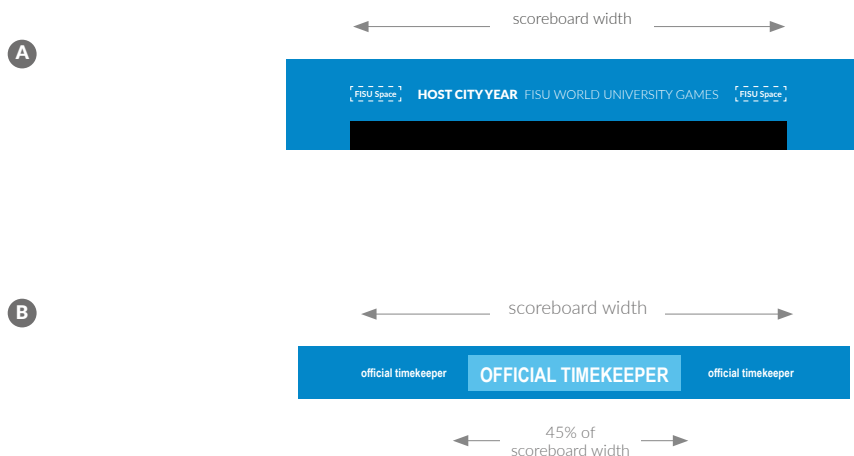 scoreboard width
A
FISU Space HOST CITY YEAR FISU WORLD UNIVERSITY GAMES FISU Space
scoreboard width
B
official timekeeper OFFICIAL TIMEKEEPER official timekeeper
45% of
scoreboard width